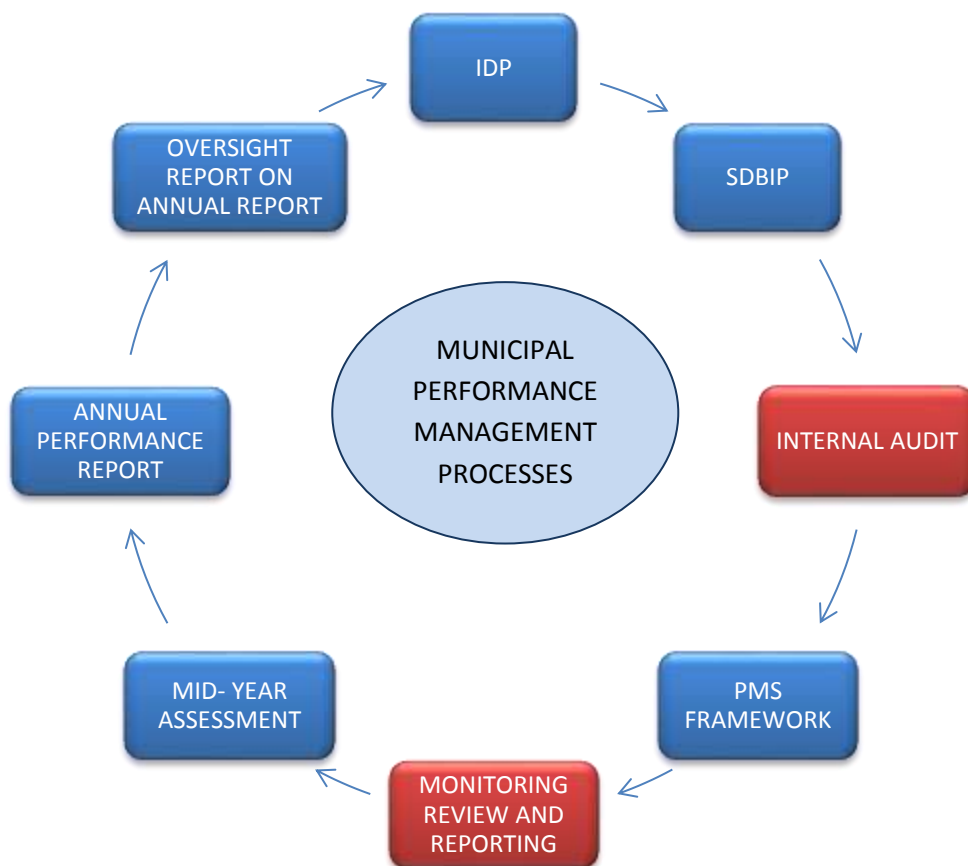 IDP
SDBIP
INTERNAL AUDIT
PMS
FRAMEWORK
MONITORING
REVIEW AND
REPORTING
MID- YEAR
ASSESSMENT
ANNUAL
PERFORMANCE
REPORT
OVERSIGHT
REPORT ON
ANNUAL REPORT
MUNICIPAL
PERFORMANCE
MANAGEMENT
PROCESSES